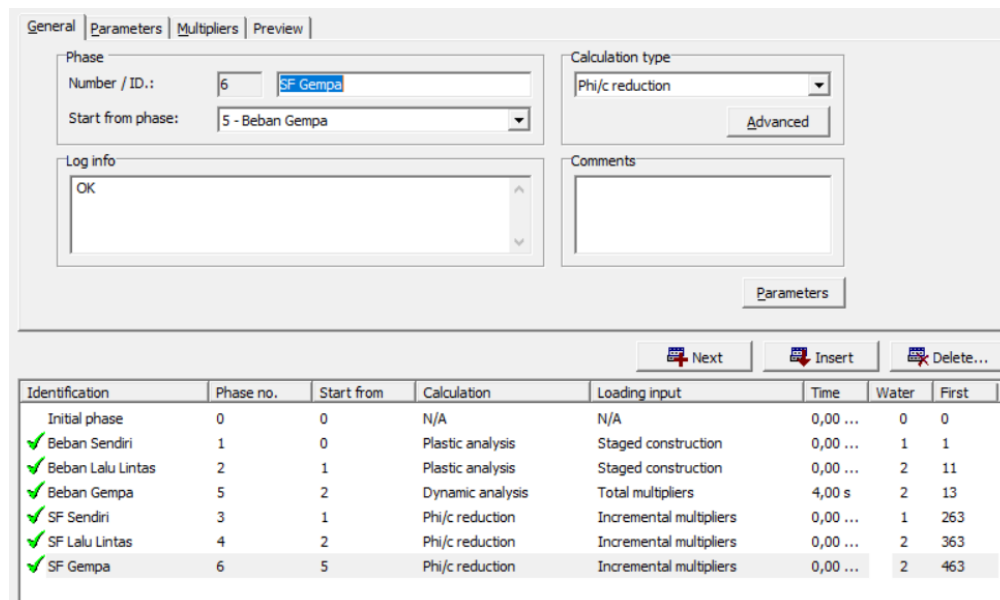 General Parameters Multipliers Preview
Phase
Number / ID.: 6 SF Gempa
Start from phase: 5 - Beban Gempa
Calculation type
Phi/c reduction
Advanced
Log info
OK
Comments
Parameters
Next Insert Delete...
Identification Phase no. Start from Calculation Loading input Time Water First
Initial phase 0 0 N/A N/A 0,00 ... 0 0
Beban Sendiri 1 0 Plastic analysis Staged construction 0,00 ... 1 1
Beban Lalu Lintas 2 1 Plastic analysis Staged construction 0,00 ... 2 11
Beban Gempa 5 2 Dynamic analysis Total multipliers 4,00 s 2 13
SF Sendiri 3 1 Phi/c reduction Incremental multipliers 0,00 ... 1 263
SF Lalu Lintas 4 2 Phi/c reduction Incremental multipliers 0,00 ... 2 363
SF Gempa 6 5 Phi/c reduction Incremental multipliers 0,00 ... 2 463